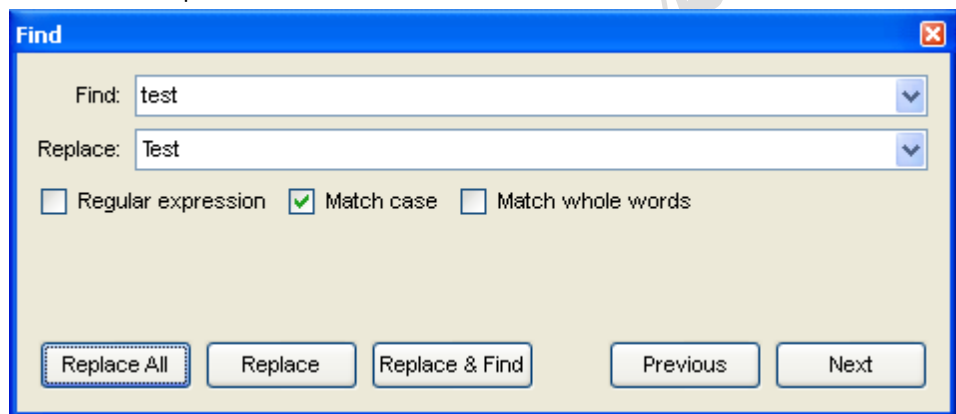 Find
Find: test
Replace: Test
Regular expression Match case Match whole words
Replace All Replace Replace & Find Previous Next